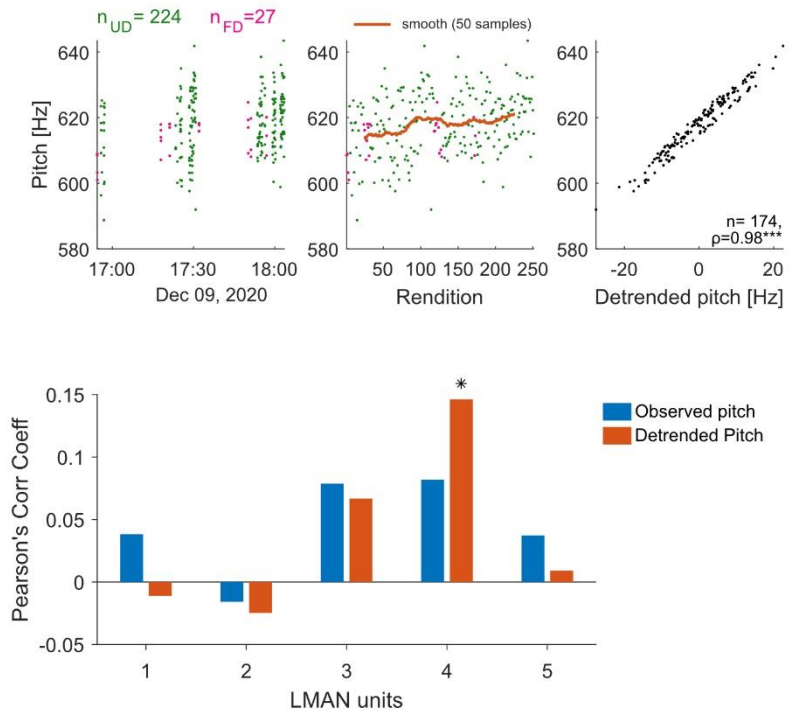 n_UD= 224 n_FD=27
smooth (50 samples)
Pitch [Hz]
640
620
600
580
17:00 17:30 18:00
Dec 09, 2020
640
620
600
580
50 100 150 200 250
Rendition
640
620
600
580
n= 174,
ρ=0.98***
-20 0 20
Detrended pitch [Hz]
Pearson's Corr Coeff
0.15
0.1
0.05
0
-0.05
*
Observed pitch
Detrended Pitch
1 2 3 4 5
LMAN units